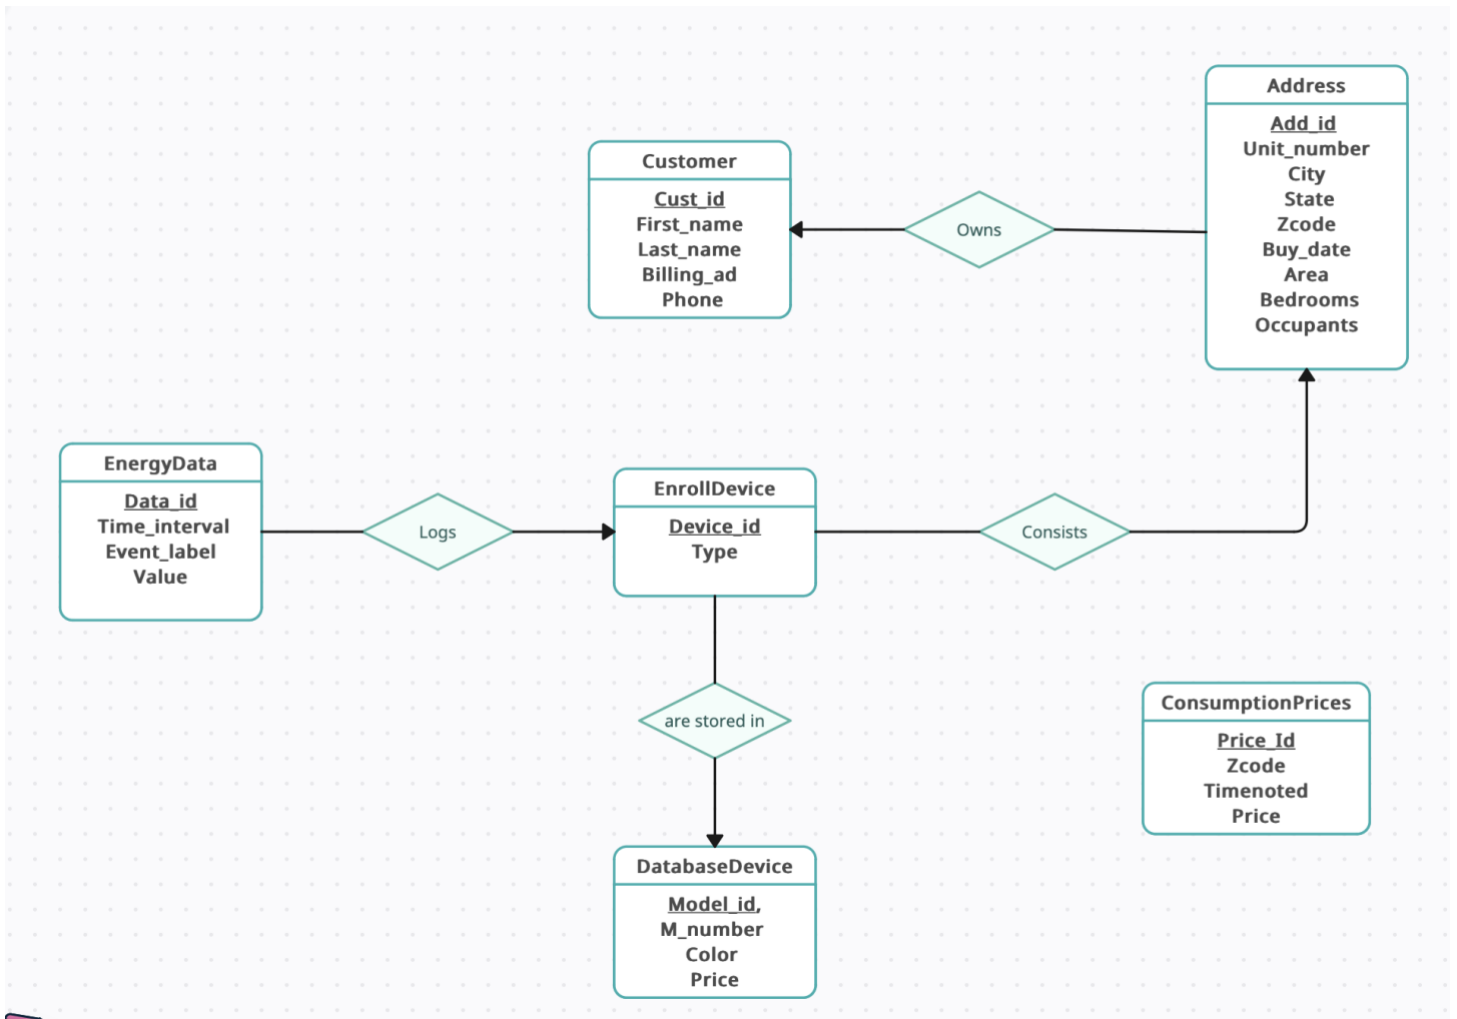 Address
Add_id
Unit_number
City
State
Zcode
Buy_date
Area
Bedrooms
Occupants
Customer
Cust_id
First_name
Last_name
Billing_ad
Phone
Owns
EnergyData
Data_id
Time_interval
Event_label
Value
Logs
EnrollDevice
Device_id
Type
Consists
are stored in
ConsumptionPrices
Price_Id
Zcode
Timenoted
Price
DatabaseDevice
Model_id,
M_number
Color
Price